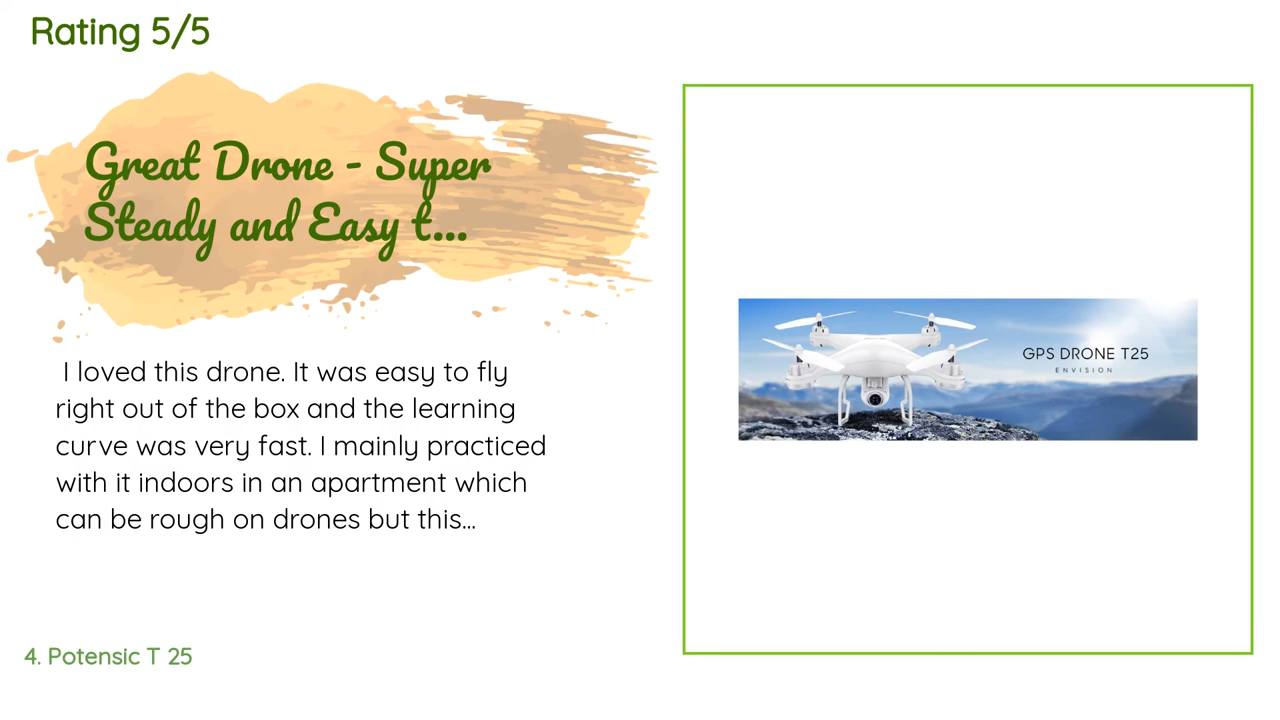 Rating 5/5
Great Drone - Super
Steady and Easy t...
I loved this drone. It was easy to fly
right out of the box and the learning
curve was very fast. I mainly practiced
with it indoors in an apartment which
can be rough on drones but this...
GPS DRONE T25
ENVISION
4. Potensic T 25